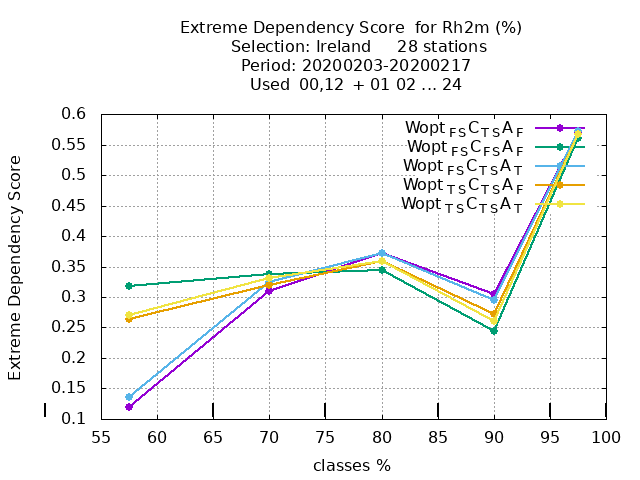 Extreme Dependency Score  for Rh2m (%)
Selection: Ireland     28 stations
Period: 20200203-20200217
Used  00,12  + 01 02 ... 24
Extreme Dependency Score
0.6
0.55
0.5
0.45
0.4
0.35
0.3
0.25
0.2
0.15
0.1
Wopt FS C TS A F
Wopt FS C FS A F
Wopt FS C TS A T
Wopt TS C TS A F
Wopt TS C TS A T
55 60 65 70 75 80 85 90 95 100
classes %